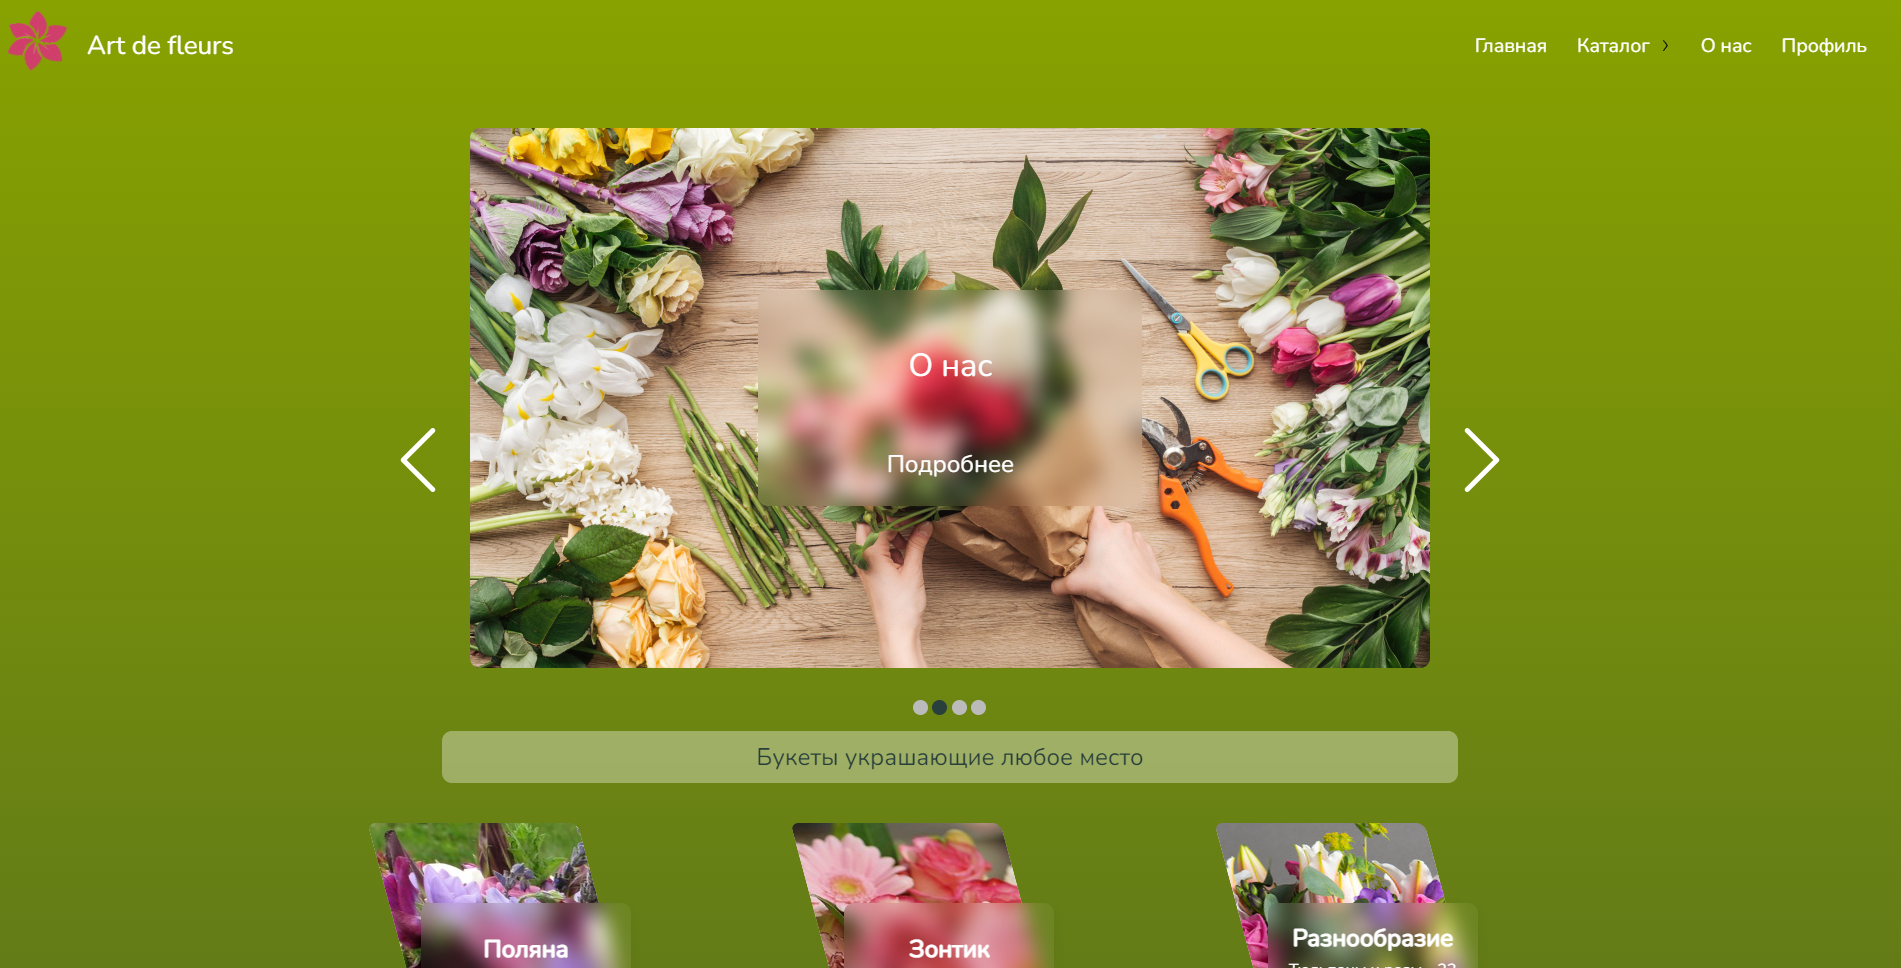 Art de fleurs
Главная Каталог О нас Профиль
О нас
Подробнее
Букеты украшающие любое место
Поляна Зонтик Разнообразие